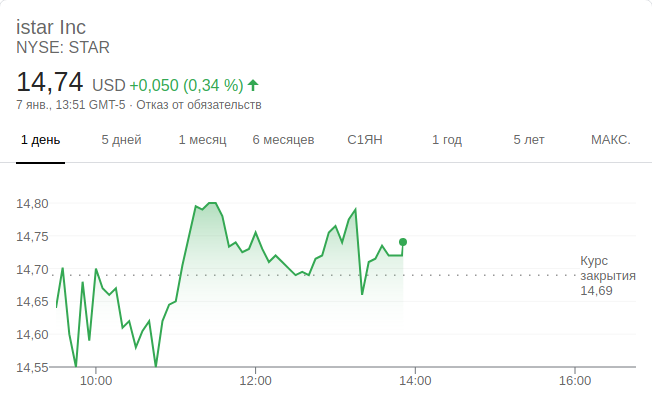 istar Inc
NYSE: STAR
14,74 USD +0,050 (0,34 %)
7 янв., 13:51 GMT-5 · Отказ от обязательств
1 день 5 дней 1 месяц 6 месяцев С1ЯН 1 год 5 лет МАКС.
14,80
14,75
14,70
14,65
14,60
14,55
Курс
закрытия
14,69
10:00 12:00 14:00 16:00